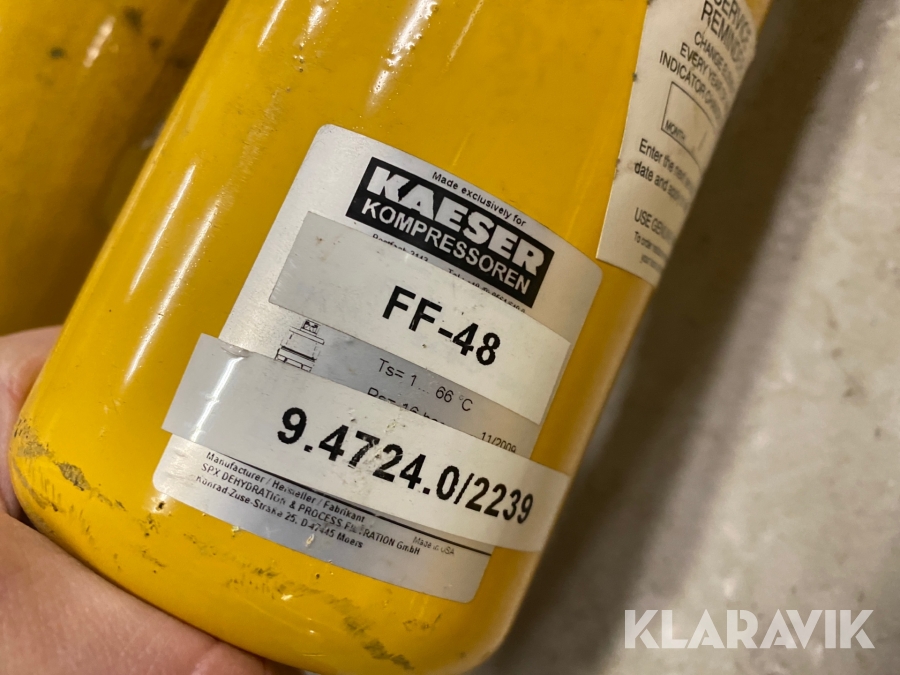 SERVICE
REMIND
CHANGE
EVERY YEAR
INDICATOR
MONTH
Enter the
date and
USE
Made exclusively for
KAESER
KOMPRESSOREN
FF-48
Ts= 1 ... 66 °C
11/2009
9.4724.0/2239
Manufacturer / Hersteller / Fabrikant
SPX DEHYDRATION & PROCESS FILTRATION GmbH
Konrad-Zuse-Straße 25, D-47445 Moers
Made in USA
KLARAVIK